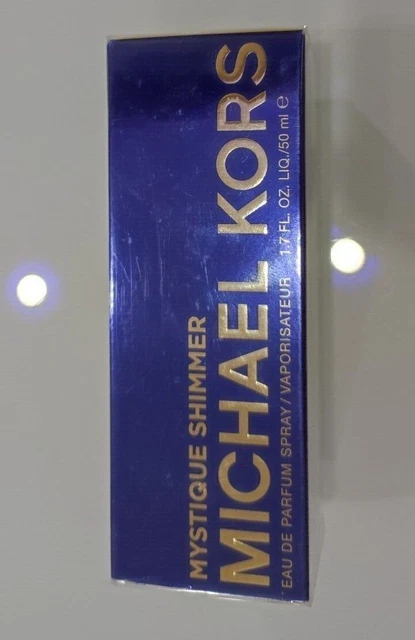 MYSTIQUE SHIMMER
MICHAEL KORS
EAU DE PARFUM SPRAY / VAPORISATEUR 1.7 FL. OZ. LIQ./50 ml ℮